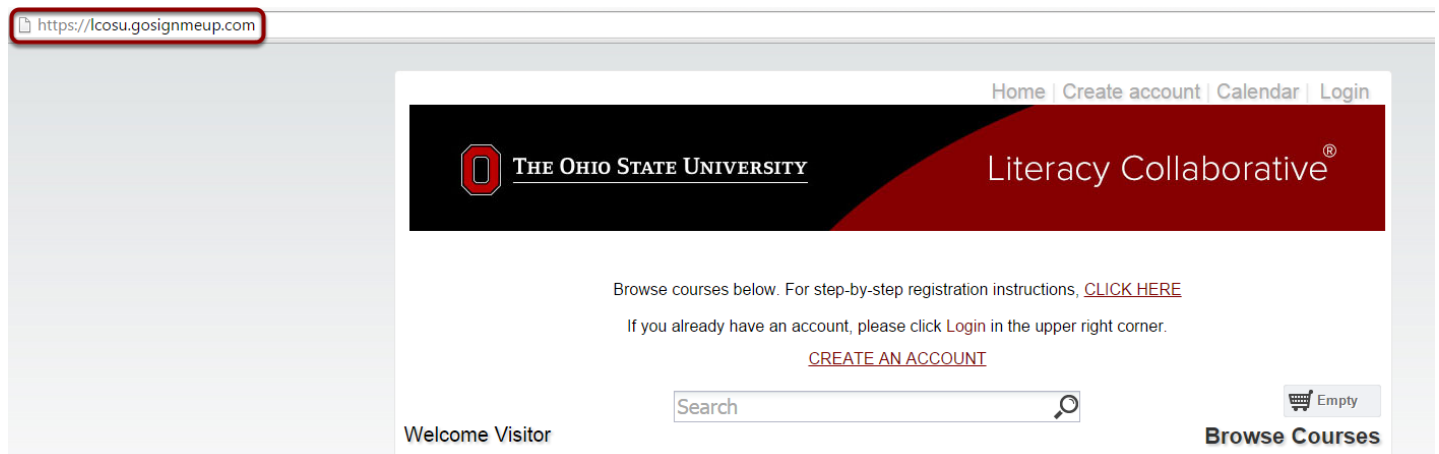 https://lcosu.gosignmeup.com
Home | Create account | Calendar | Login
THE OHIO STATE UNIVERSITY
Literacy Collaborative®
Browse courses below. For step-by-step registration instructions, CLICK HERE
If you already have an account, please click Login in the upper right corner.
CREATE AN ACCOUNT
Search
Empty
Welcome Visitor
Browse Courses